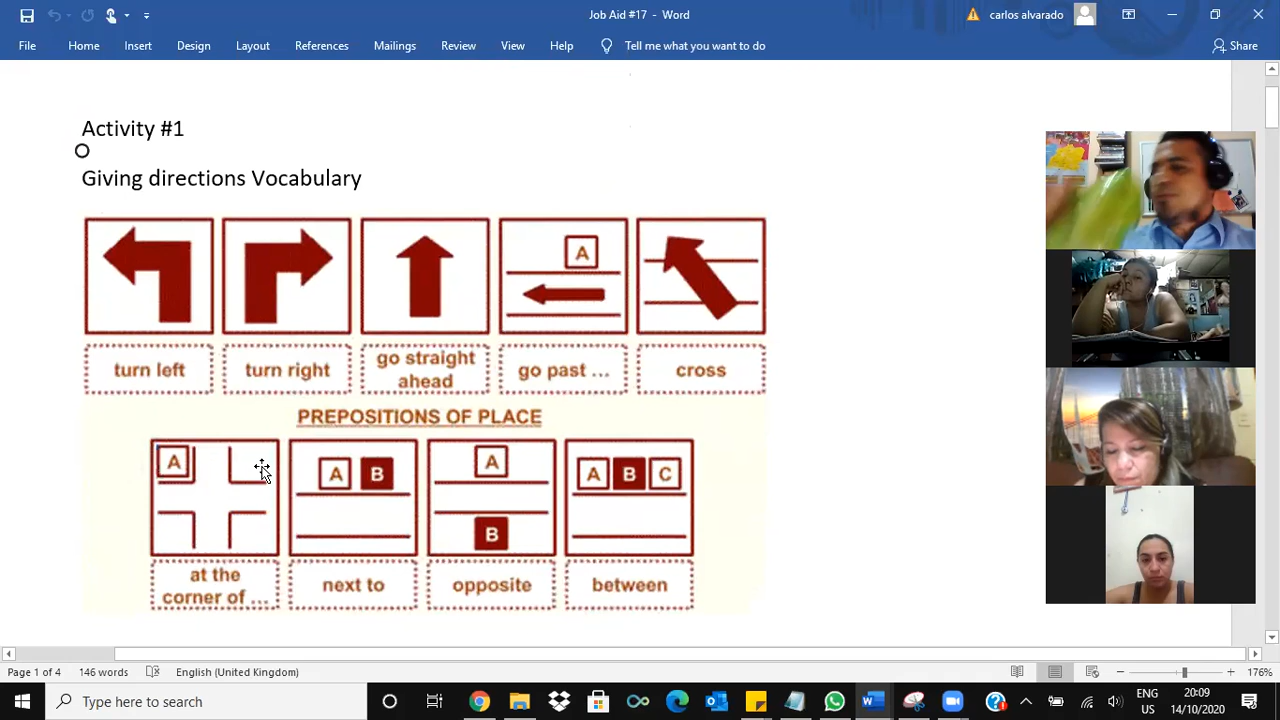 Job Aid #17 - Word
carlos alvarado
File Home Insert Design Layout References Mailings Review View Help Tell me what you want to do Share
Activity #1
Giving directions Vocabulary
A
turn left turn right go straight ahead go past ... cross
PREPOSITIONS OF PLACE
A A B A B A B C
at the corner of ... next to opposite between
Page 1 of 4 146 words English (United Kingdom) 176%
Type here to search
ENG
US
20:09
14/10/2020